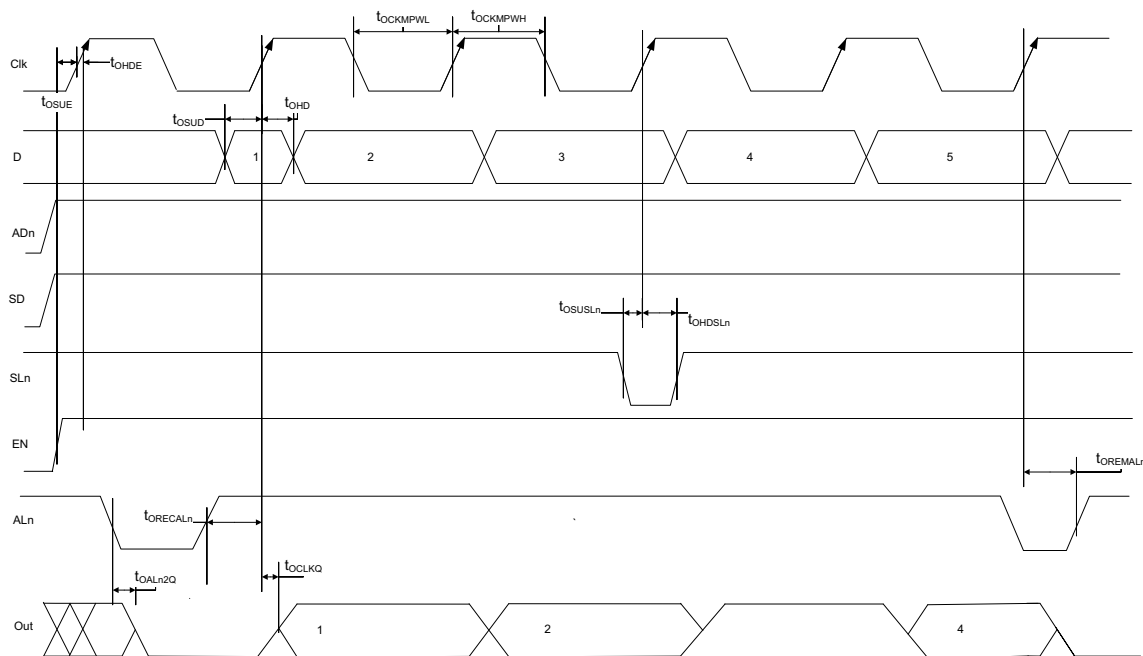 tOCKMPWL
tOCKMPWH
Clk
tOHDE
tOSUE
tOSUD
tOHD
D
1
2
3
4
5
ADn
SD
tOSUSLn
tOHDSLn
SLn
EN
tOREMALn
ALn
tORECALn
tOALn2Q
tOCLKQ
Out
1
2
4